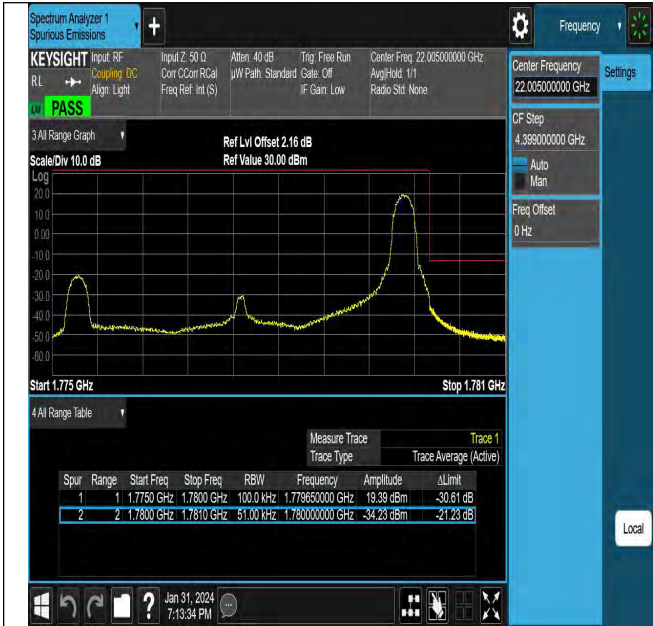 Spectrum Analyzer 1
Spurious Emissions
+
Frequency
KEYSIGHT
RL
Input: RF
Coupling: DC
Align: Light
Input Z: 50 Ω
Corr CCorr RCal
Freq Ref: Int (S)
Atten: 40 dB
µW Path: Standard
Trig: Free Run
Gate: Off
IF Gain: Low
Center Freq: 22.005000000 GHz
Avg|Hold: 1/1
Radio Std: None
PASS
Center Frequency
22.005000000 GHz
Settings
CF Step
4.399000000 GHz
Auto
Man
Freq Offset
0 Hz
3 All Range Graph
Scale/Div 10.0 dB
Ref Lvl Offset 2.16 dB
Ref Value 30.00 dBm
Log
20.0
10.0
0.00
-10.0
-20.0
-30.0
-40.0
-50.0
-60.0
Start 1.775 GHz
Stop 1.781 GHz
4 All Range Table
Measure Trace Trace 1
Trace Type Trace Average (Active)
Spur Range Start Freq Stop Freq RBW Frequency Amplitude ΔLimit
1 1 1.7750 GHz 1.7800 GHz 100.0 kHz 1.779650000 GHz 19.39 dBm -30.61 dB
2 2 1.7800 GHz 1.7810 GHz 51.00 kHz 1.780000000 GHz -34.23 dBm -21.23 dB
Local
?
Jan 31, 2024
7:13:34 PM